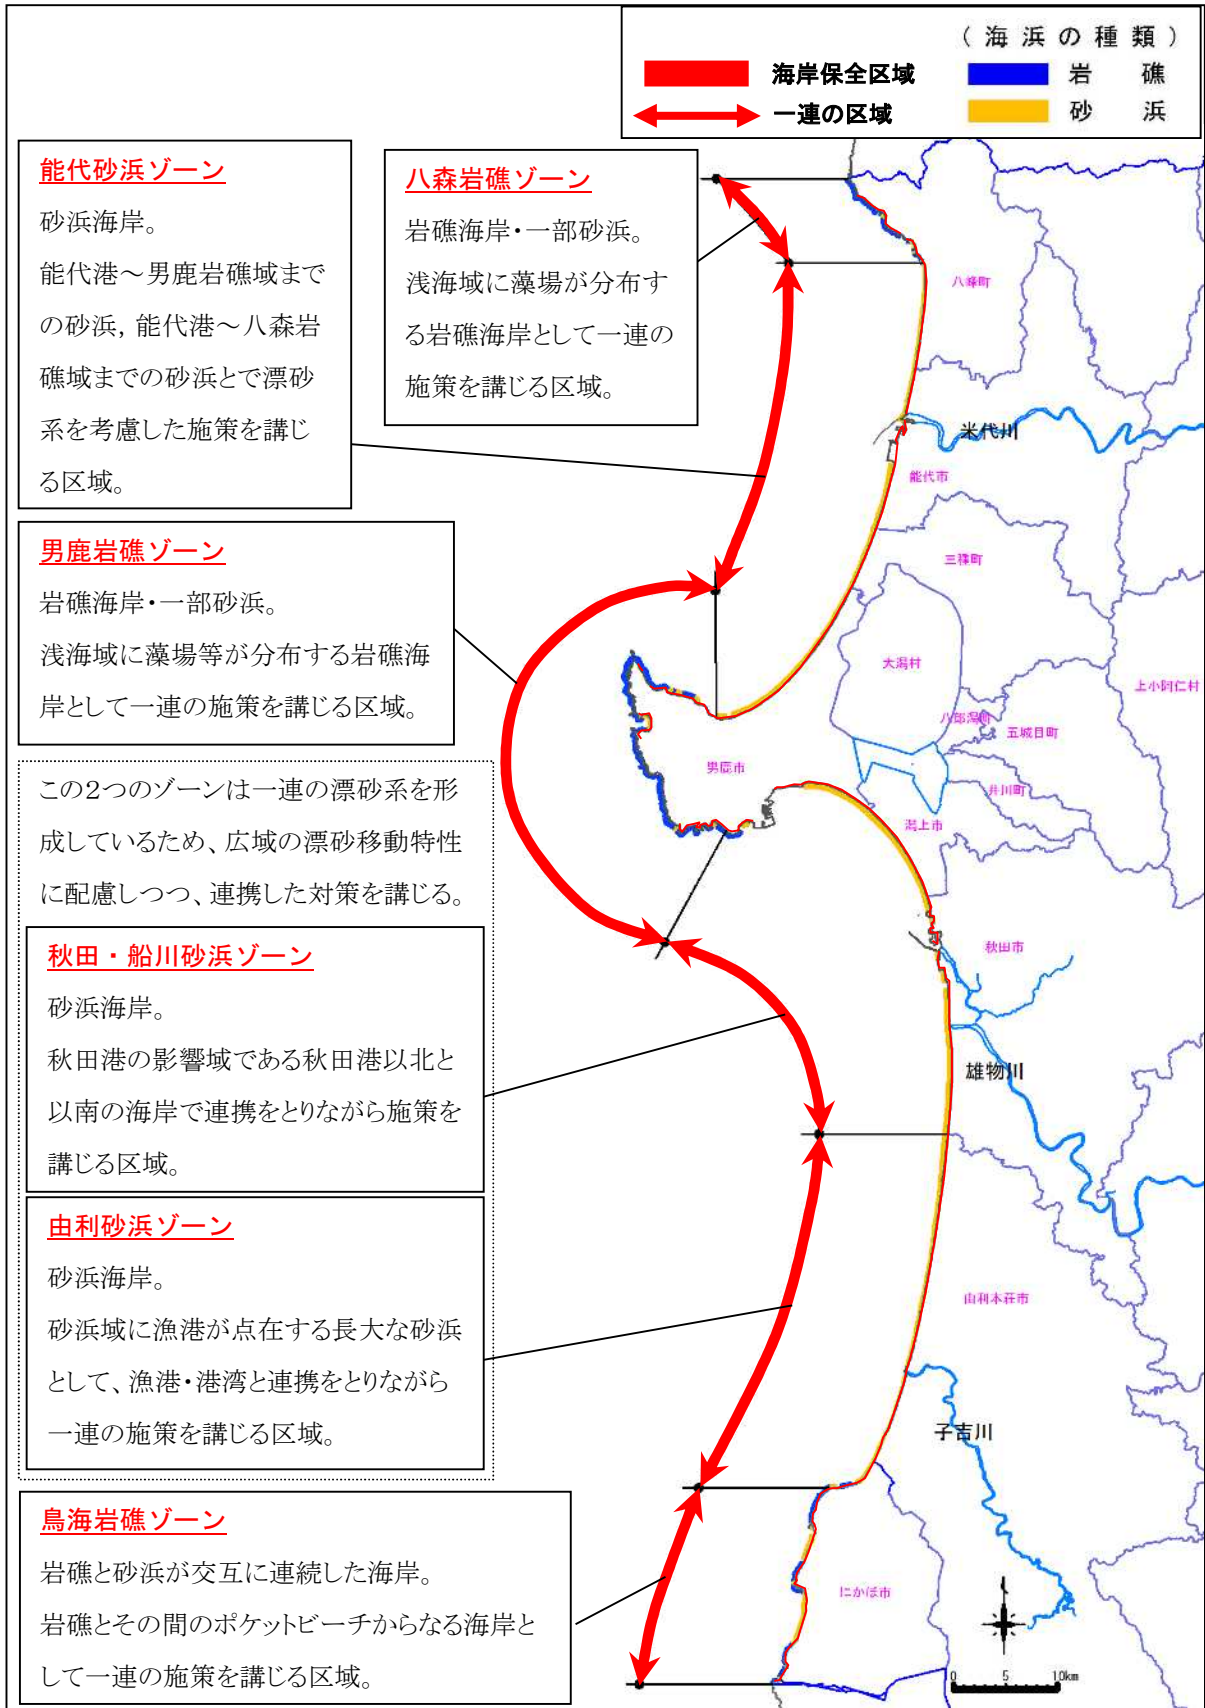 （海浜の種類）
海岸保全区域
岩礁
一連の区域
砂浜
能代砂浜ゾーン
砂浜海岸。
能代港～男鹿岩礁域まで
の砂浜，能代港～八森岩
礁域までの砂浜とで漂砂
系を考慮した施策を講じ
る区域。
八森岩礁ゾーン
岩礁海岸・一部砂浜。
浅海域に藻場が分布す
る岩礁海岸として一連の
施策を講じる区域。
男鹿岩礁ゾーン
岩礁海岸・一部砂浜。
浅海域に藻場等が分布する岩礁海
岸として一連の施策を講じる区域。
この2つのゾーンは一連の漂砂系を形
成しているため、広域の漂砂移動特性
に配慮しつつ、連携した対策を講じる。
秋田・船川砂浜ゾーン
砂浜海岸。
秋田港の影響域である秋田港以北と
以南の海岸で連携をとりながら施策を
講じる区域。
由利砂浜ゾーン
砂浜海岸。
砂浜域に漁港が点在する長大な砂浜
として、漁港・港湾と連携をとりながら
一連の施策を講じる区域。
鳥海岩礁ゾーン
岩礁と砂浜が交互に連続した海岸。
岩礁とその間のポケットビーチからなる海岸と
して一連の施策を講じる区域。
八峰町
米代川
能代市
三種町
大潟村
上小阿仁村
八郎潟町
五城目町
男鹿市
井川町
潟上市
秋田市
雄物川
由利本荘市
子吉川
にかほ市
0 5 10km